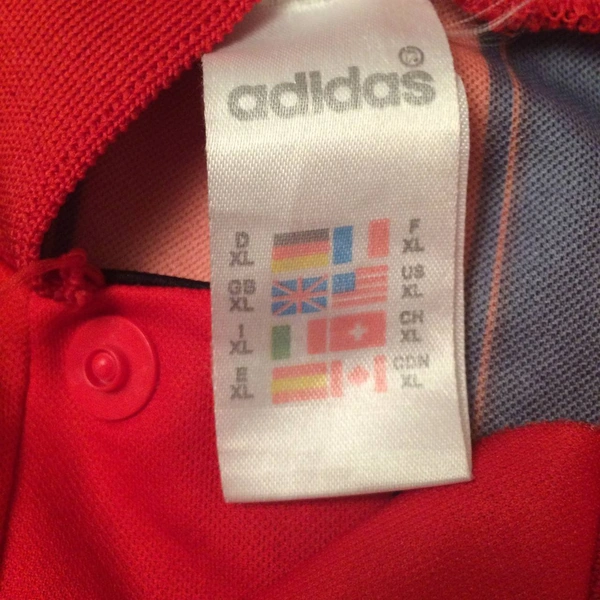 adidas®
D XL F XL
GB XL US XL
I XL CH XL
E XL CDN XL